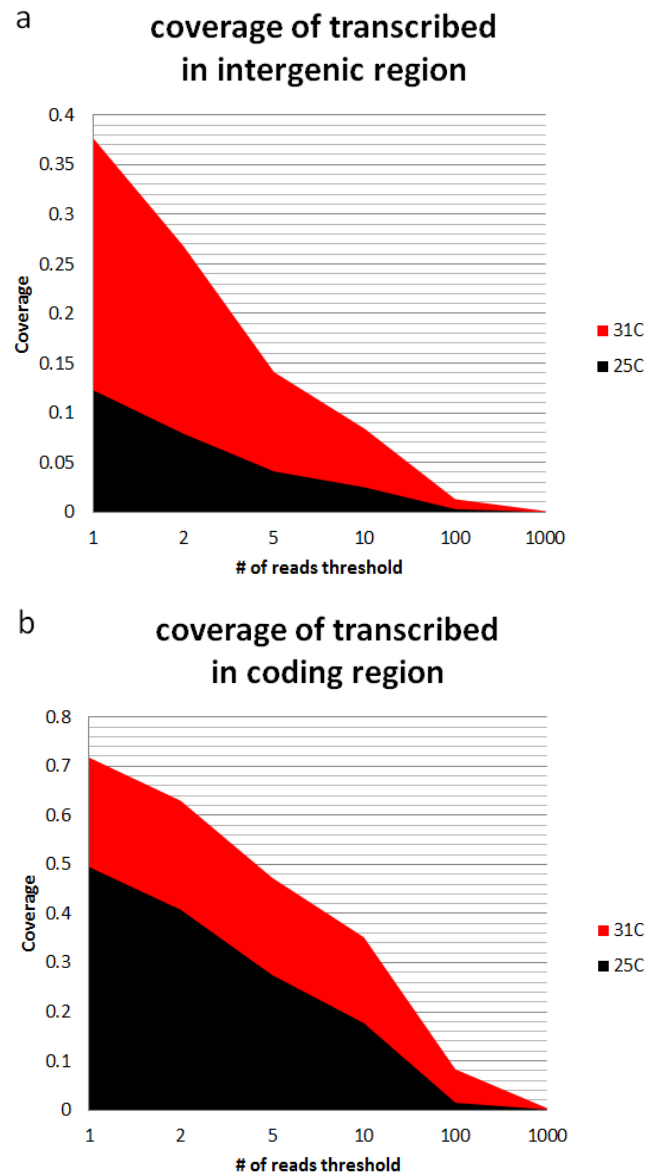 a
coverage of transcribed
in intergenic region
0.4
0.35
0.3
0.25
0.2
0.15
0.1
0.05
0
Coverage
1 2 5 10 100 1000
# of reads threshold
31C
25C
b
coverage of transcribed
in coding region
0.8
0.7
0.6
0.5
0.4
0.3
0.2
0.1
0
Coverage
1 2 5 10 100 1000
# of reads threshold
31C
25C